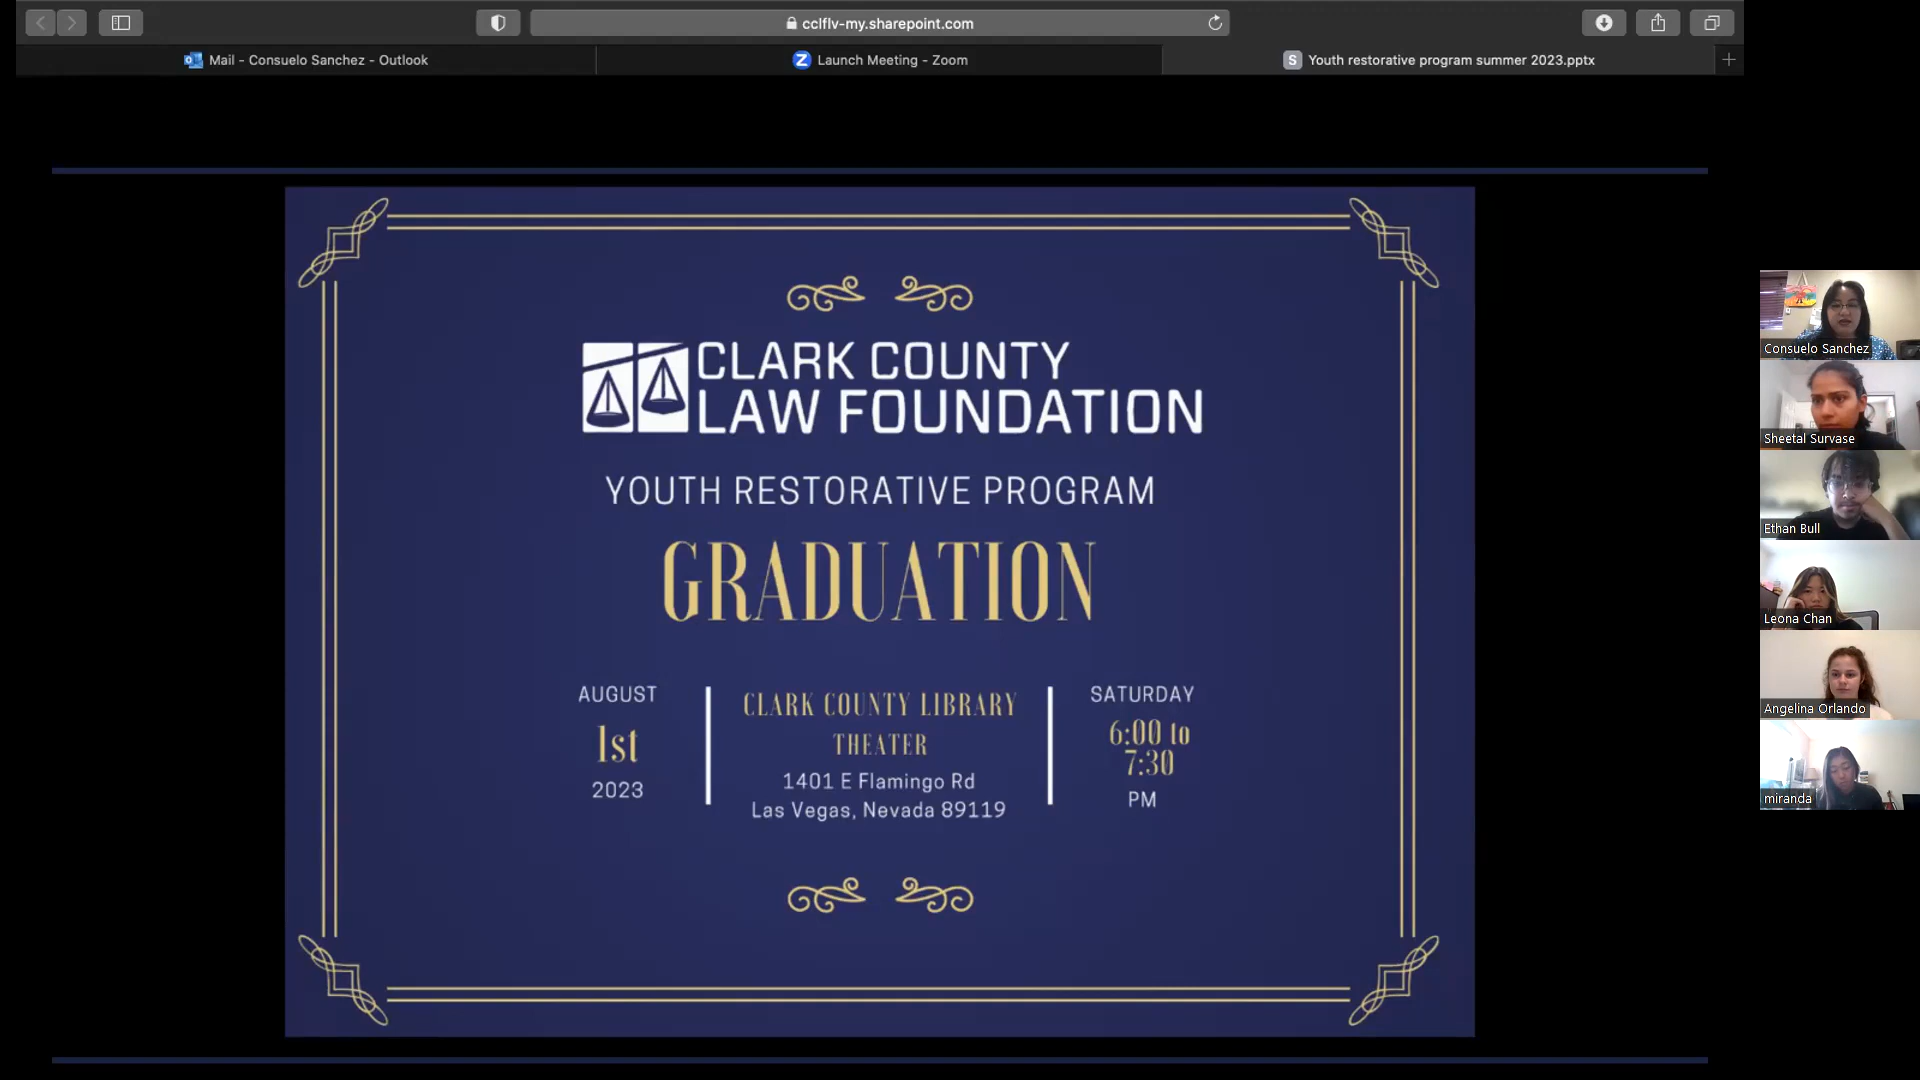 cclflv-my.sharepoint.com
Mail - Consuelo Sanchez - Outlook
Launch Meeting - Zoom
S Youth restorative program summer 2023.pptx
CLARK COUNTY
LAW FOUNDATION
YOUTH RESTORATIVE PROGRAM
GRADUATION
AUGUST
1st
2023
CLARK COUNTY LIBRARY
THEATER
1401 E Flamingo Rd
Las Vegas, Nevada 89119
SATURDAY
6:00 to
7:30
PM
Consuelo Sanchez
Sheetal Survase
Ethan Bull
Leona Chan
Angelina Orlando
miranda